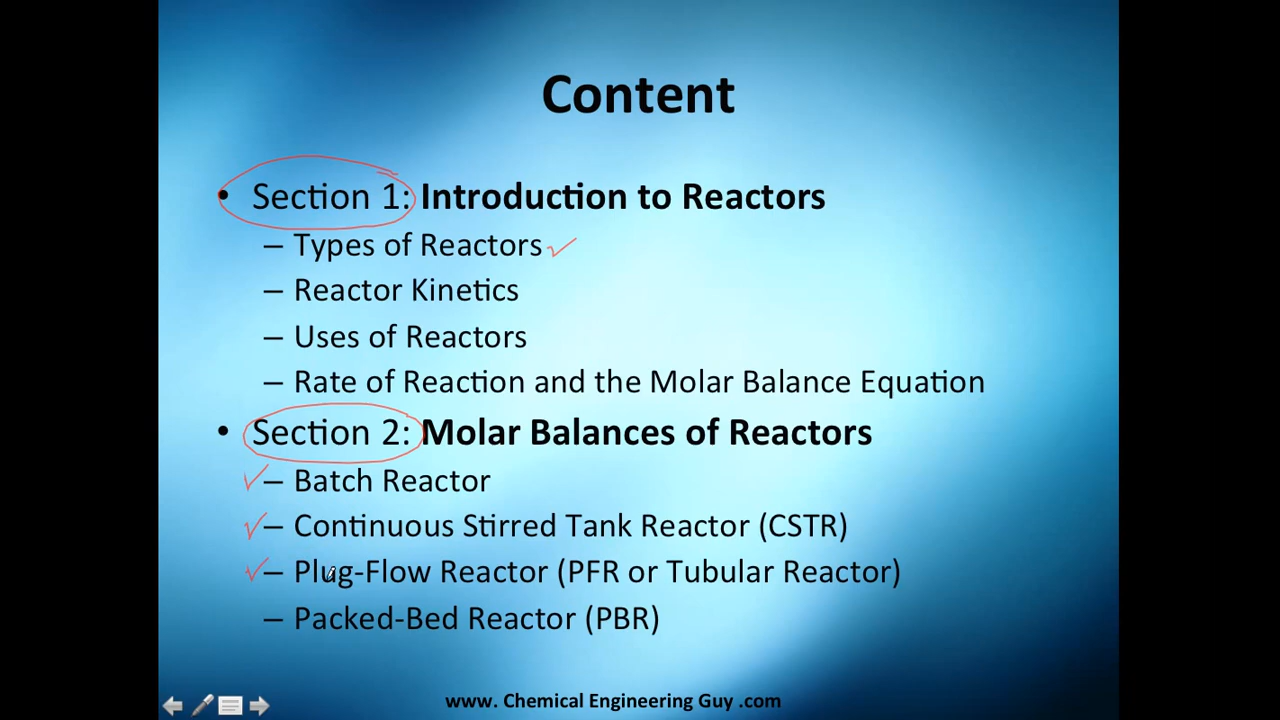 Content
• Section 1: Introduction to Reactors
– Types of Reactors
– Reactor Kinetics
– Uses of Reactors
– Rate of Reaction and the Molar Balance Equation
• Section 2: Molar Balances of Reactors
– Batch Reactor
– Continuous Stirred Tank Reactor (CSTR)
– Plug-Flow Reactor (PFR or Tubular Reactor)
– Packed-Bed Reactor (PBR)
www. Chemical Engineering Guy .com